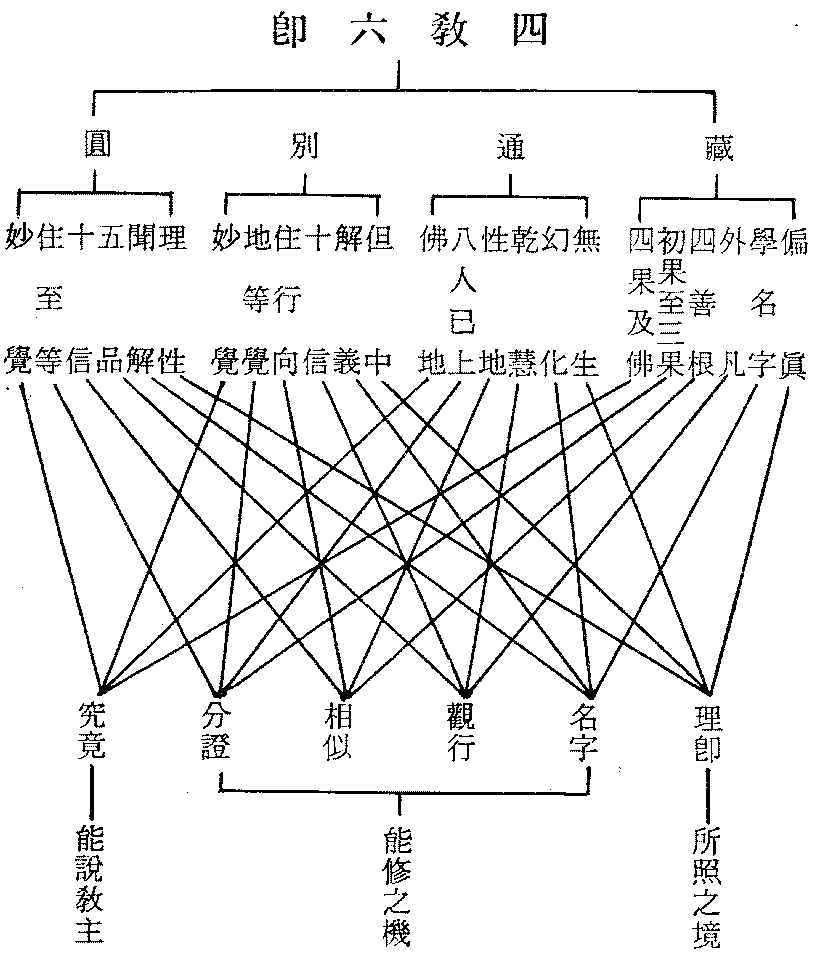 四敎六卽
藏
通
別
圓
偏眞
學名字
外凡
四善根
初果至三果
四果及佛
無生
幻化
乾慧
性地
八人已上
佛地
但中
解義
十信
住行向
地等覺
妙覺
理性
聞解
五品
十信
住至等
妙覺
理卽
名字
觀行
相似
分證
究竟
所照之境
能修之機
能說敎主